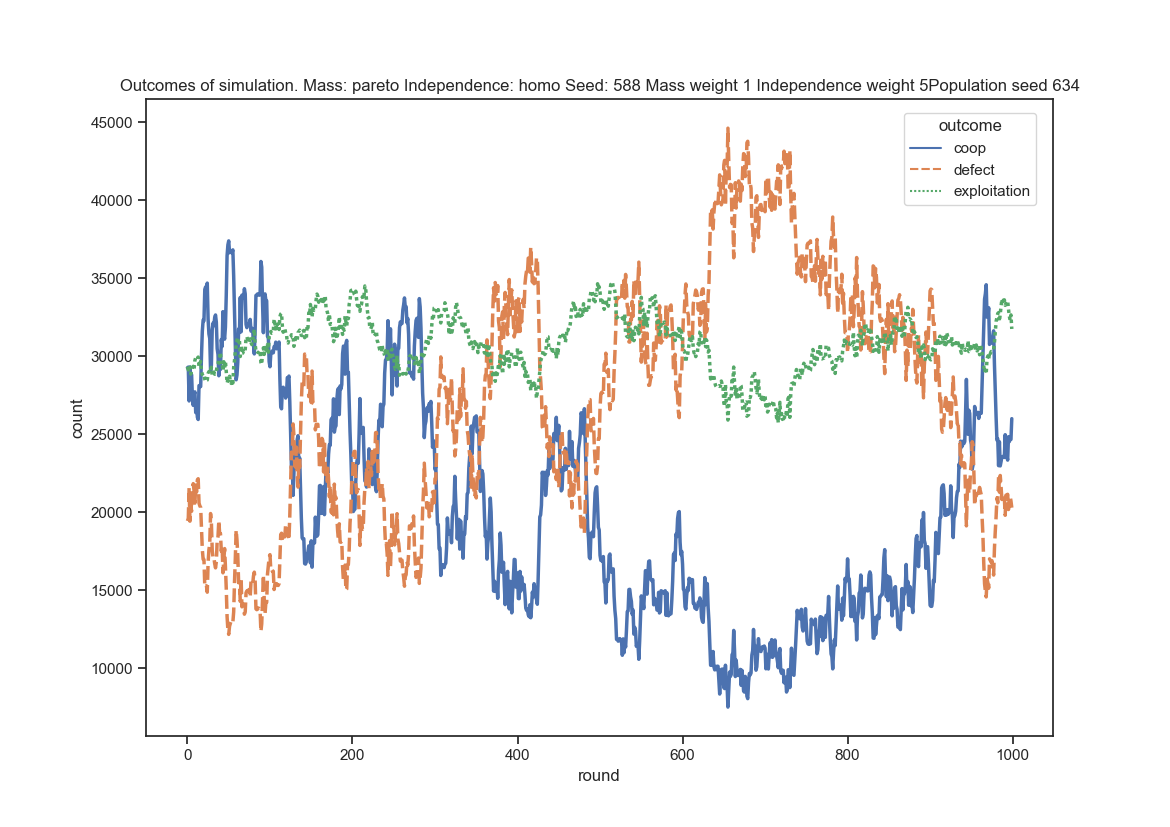 Outcomes of simulation. Mass: pareto Independence: homo Seed: 588 Mass weight 1 Independence weight 5Population seed 634
45000
40000
35000
30000
25000
20000
15000
10000
count
outcome
coop
defect
exploitation
0
200
400
600
800
1000
round